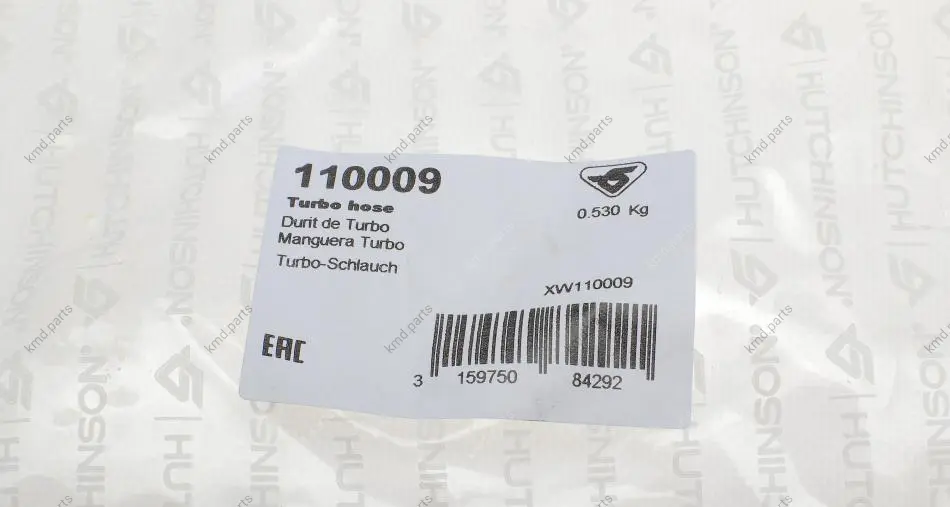 110009
Turbo hose
Durit de Turbo
Manguera Turbo
Turbo-Schlauch
0.530 Kg
XW110009
EAC
3 159750 84292
HUTCHINSON®
kmd.parts